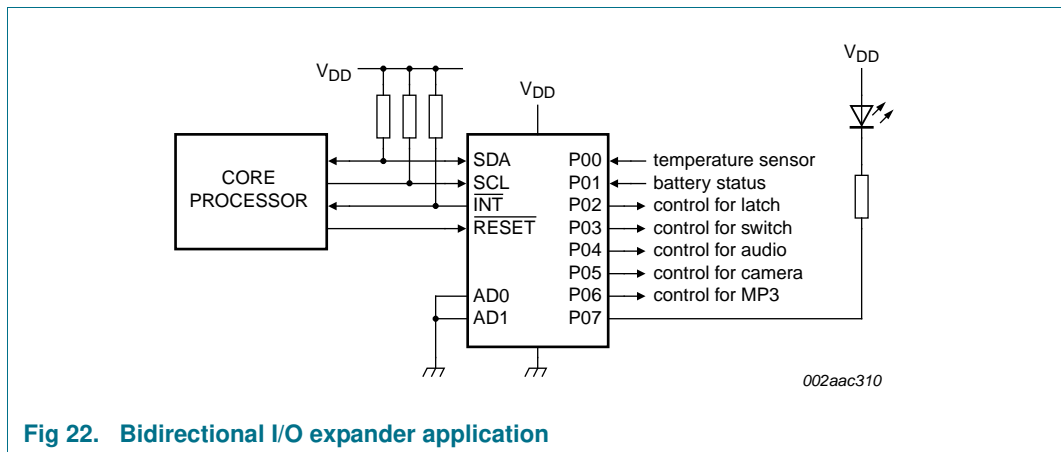 VDD
VDD
VDD
CORE
PROCESSOR
SDA
SCL
INT
RESET
AD0
AD1
P00
P01
P02
P03
P04
P05
P06
P07
temperature sensor
battery status
control for latch
control for switch
control for audio
control for camera
control for MP3
002aac310
Fig 22. Bidirectional I/O expander application